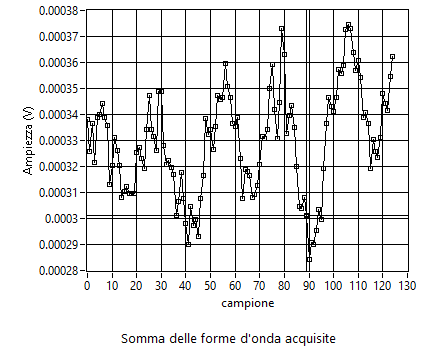 0.00038
0.00037
0.00036
0.00035
0.00034
0.00033
0.00032
0.00031
0.0003
0.00029
0.00028
Ampiezza (V)
0 10 20 30 40 50 60 70 80 90 100 110 120 130
campione
Somma delle forme d'onda acquisite